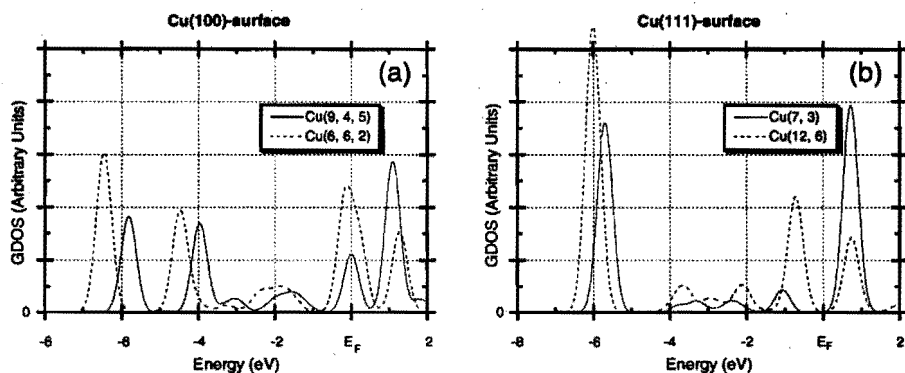 Cu(100)-surface
(a)
Cu(9, 4, 5)
Cu(6, 6, 2)
GDOS (Arbitrary Units)
0
-8 -6 -4 -2 E_F 2
Energy (eV)
Cu(111)-surface
(b)
Cu(7, 3)
Cu(12, 6)
GDOS (Arbitrary Units)
0
-8 -6 -4 -2 E_F 2
Energy (eV)